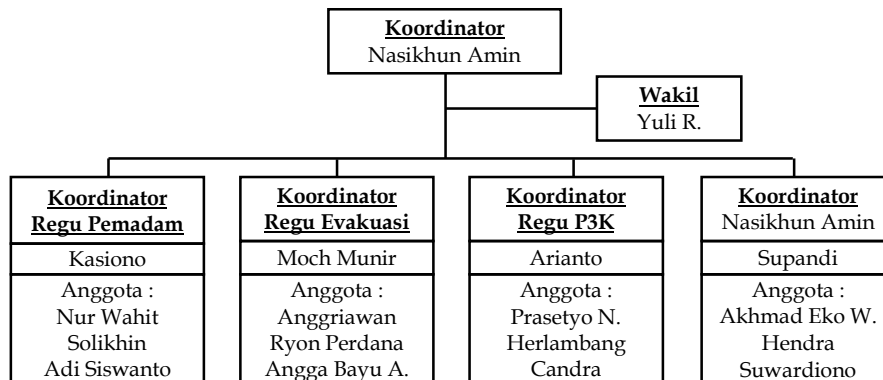 Koordinator
Nasikhun Amin
Wakil
Yuli R.
Koordinator
Regu Pemadam
Kasiono
Anggota :
Nur Wahit
Solikhin
Adi Siswanto
Koordinator
Regu Evakuasi
Moch Munir
Anggota :
Anggriawan
Ryon Perdana
Angga Bayu A.
Koordinator
Regu P3K
Arianto
Anggota :
Prasetyo N.
Herlambang
Candra
Koordinator
Nasikhun Amin
Supandi
Anggota :
Akhmad Eko W.
Hendra
Suwardiono